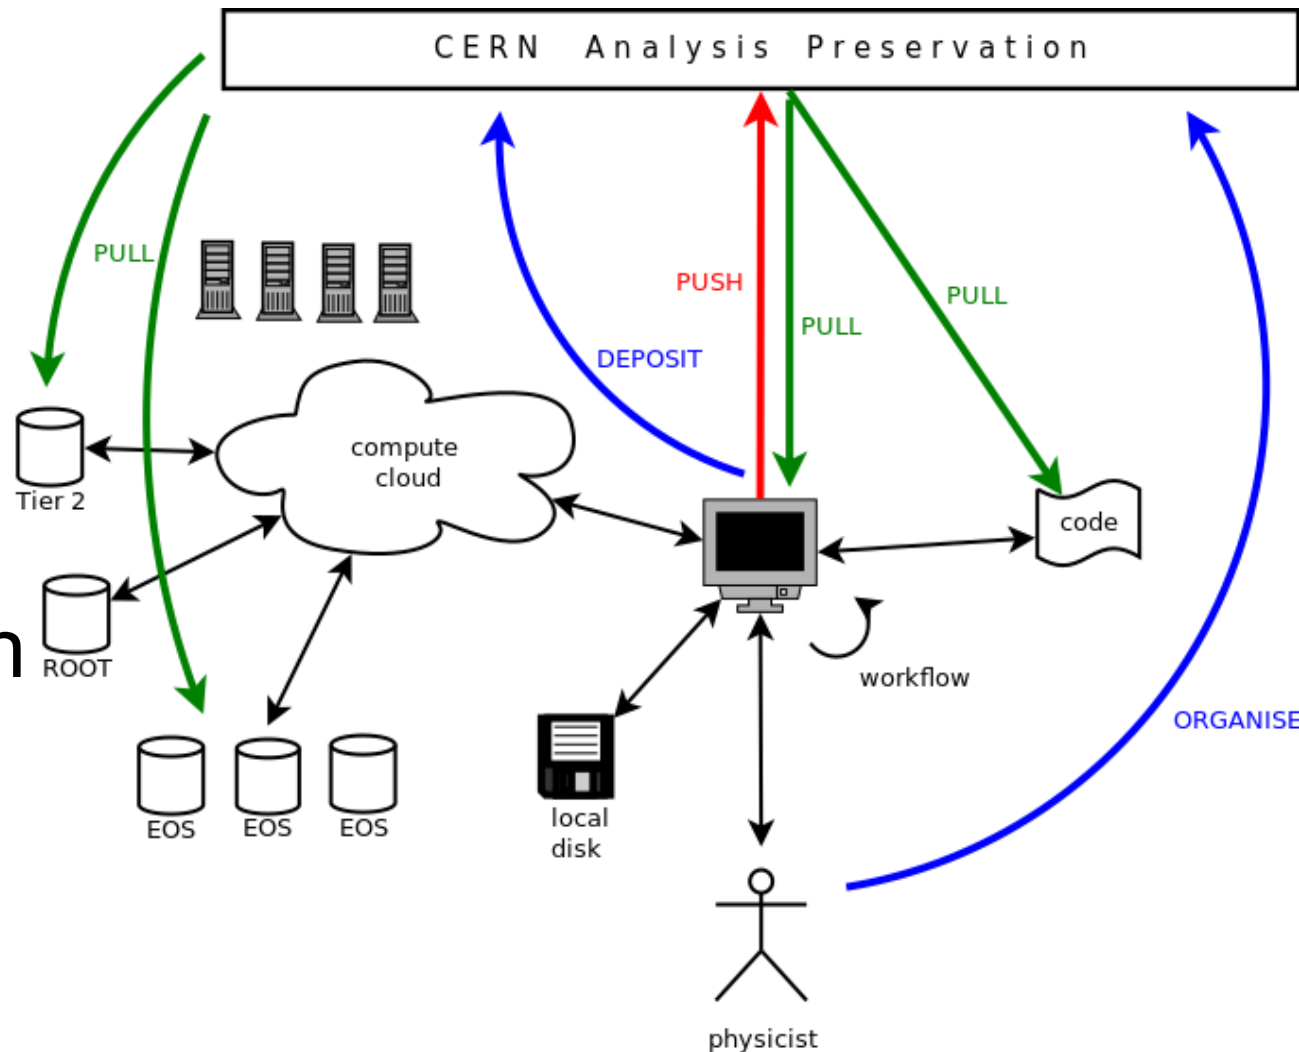 CERN Analysis Preservation
PULL
PUSH
PULL
PULL
DEPOSIT
compute
cloud
Tier 2
code
n
ROOT
workflow
ORGANISE
EOS
EOS
EOS
local
disk
physicist